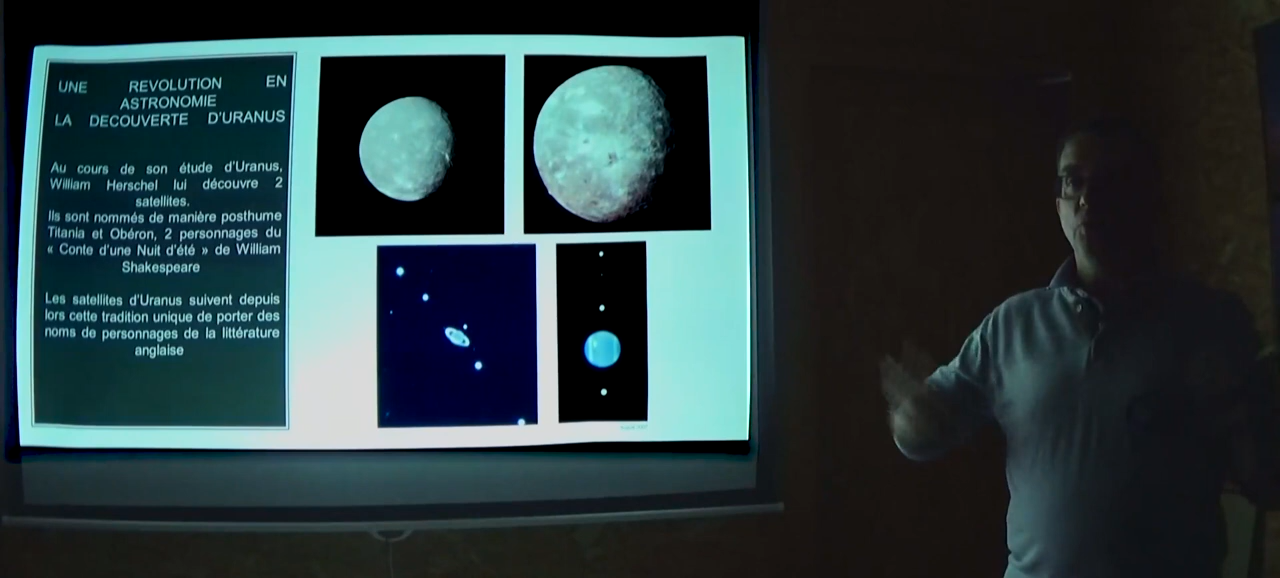 UNE REVOLUTION EN
ASTRONOMIE
LA DECOUVERTE D'URANUS
Au cours de son étude d'Uranus,
William Herschel lui découvre 2
satellites.
Ils sont nommés de manière posthume
Titania et Obéron, 2 personnages du
« Conte d'une Nuit d'été » de William
Shakespeare
Les satellites d'Uranus suivent depuis
lors cette tradition unique de porter des
noms de personnages de la littérature
anglaise